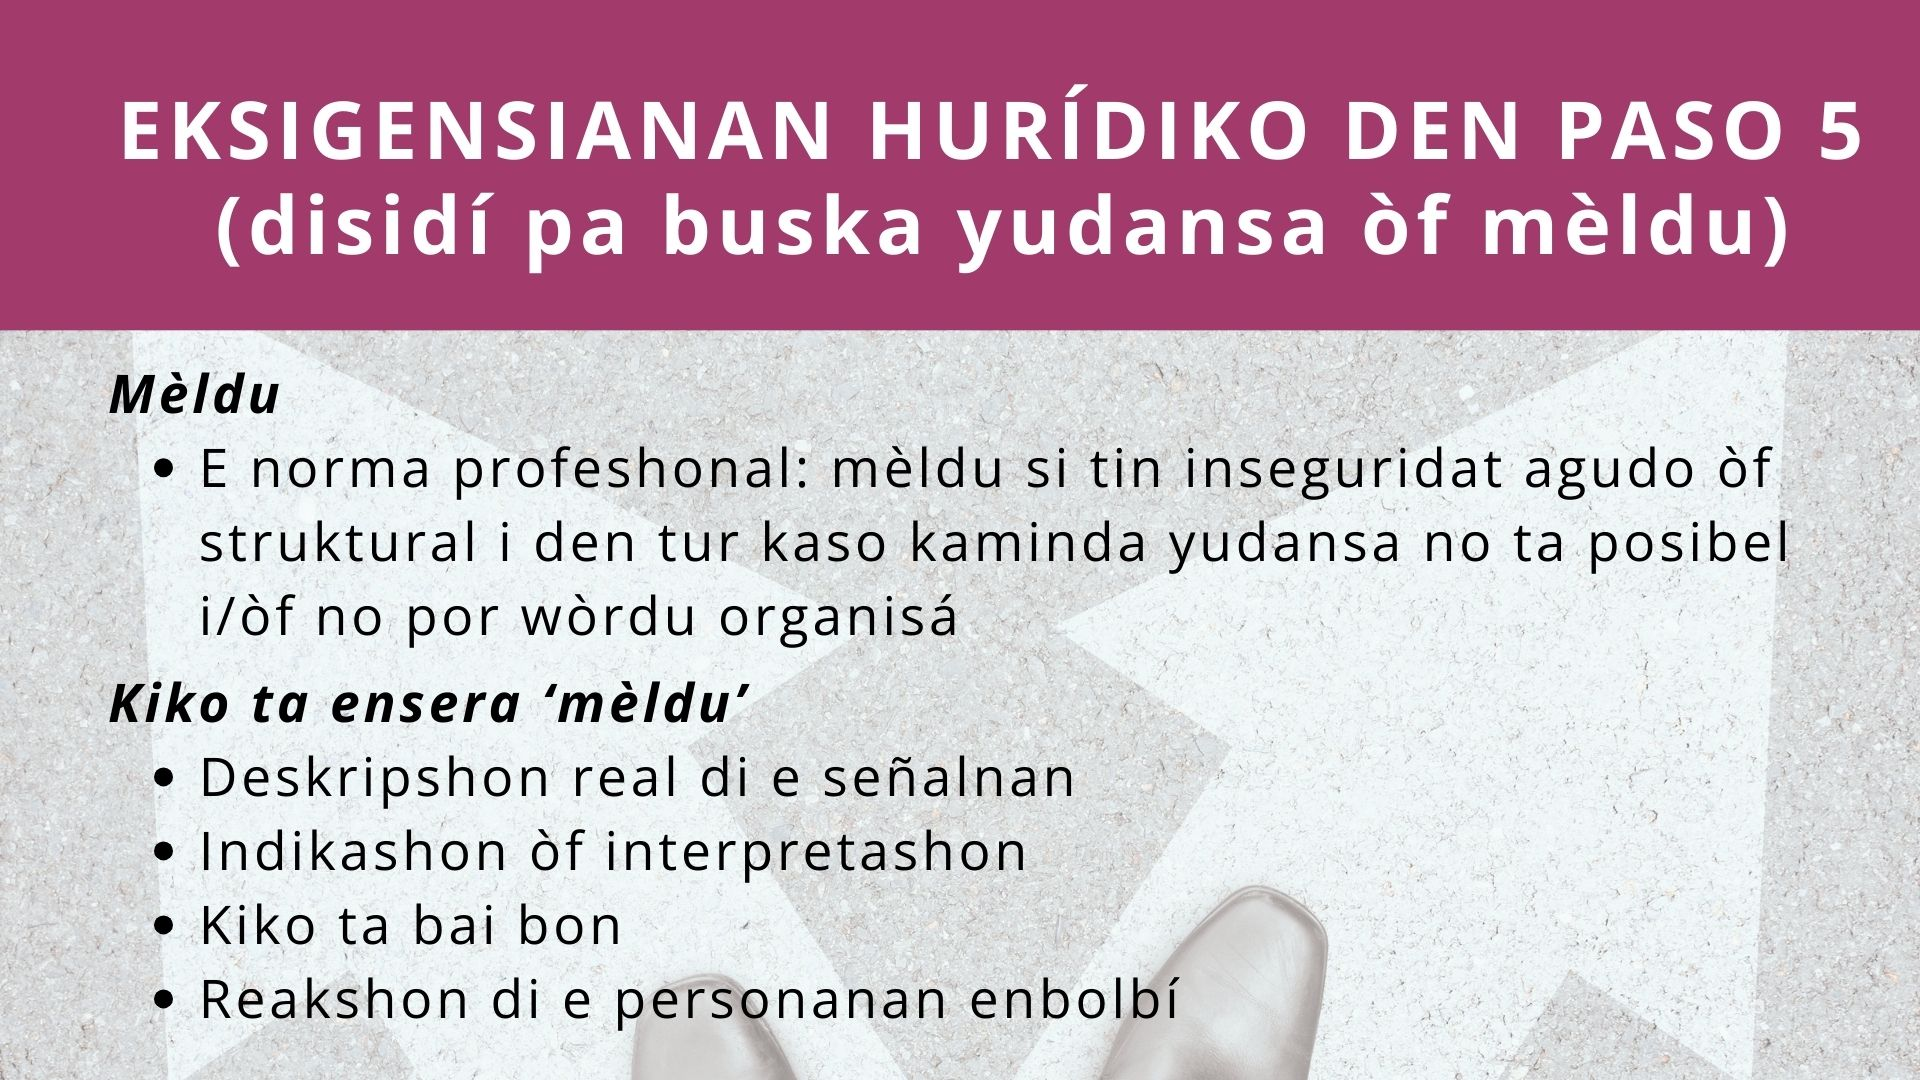 EKSIGENSIANAN HURÍDIKO DEN PASO 5
(disidí pa buska yudansa òf mèldu)
Mèldu
• E norma profeshonal: mèldu si tin inseguridat agudo òf
struktural i den tur kaso kaminda yudansa no ta posibel
i/òf no por wòrdu organisá
Kiko ta ensera ‘mèldu’
• Deskripshon real di e señalnan
• Indikashon òf interpretashon
• Kiko ta bai bon
• Reakshon di e personanan enbolbí